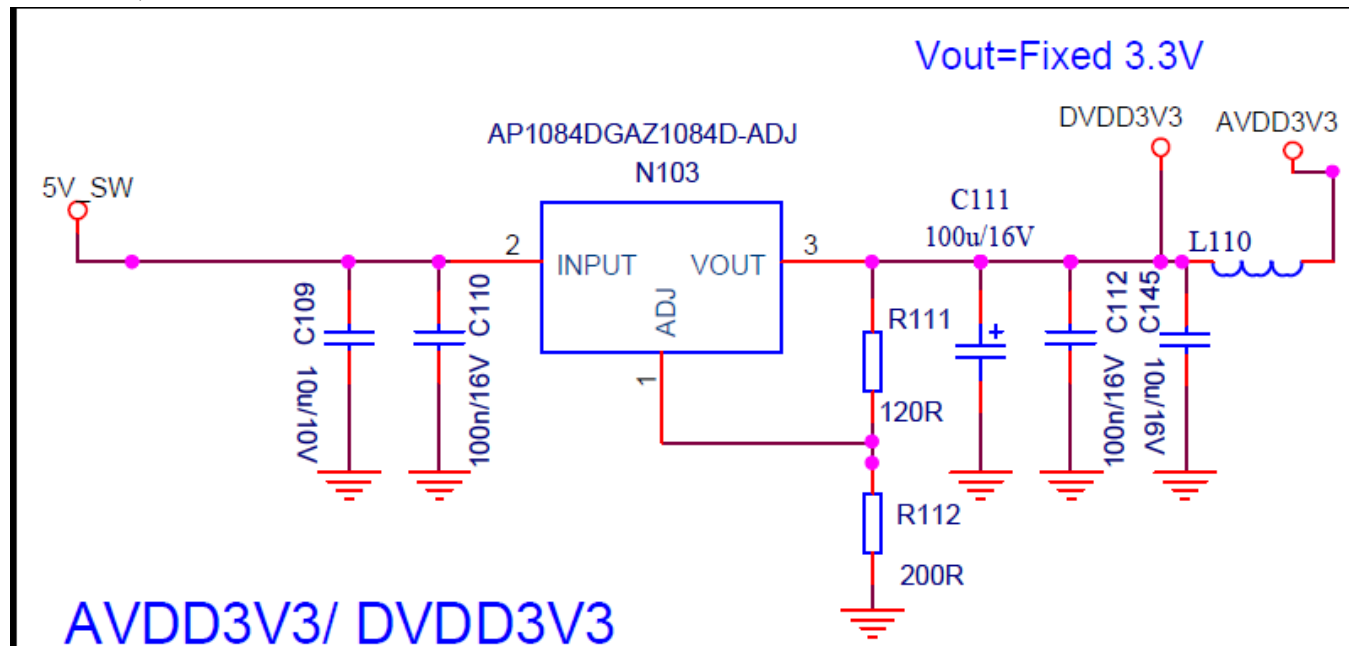 Vout=Fixed 3.3V
DVDD3V3
AVDD3V3
AP1084DGAZ1084D-ADJ
N103
5V_SW
C111
100u/16V
L110
2
INPUT
VOUT
3
ADJ
1
C109
10u/10V
C110
100n/16V
R111
120R
C112
100n/16V
C145
10u/16V
R112
200R
AVDD3V3/ DVDD3V3